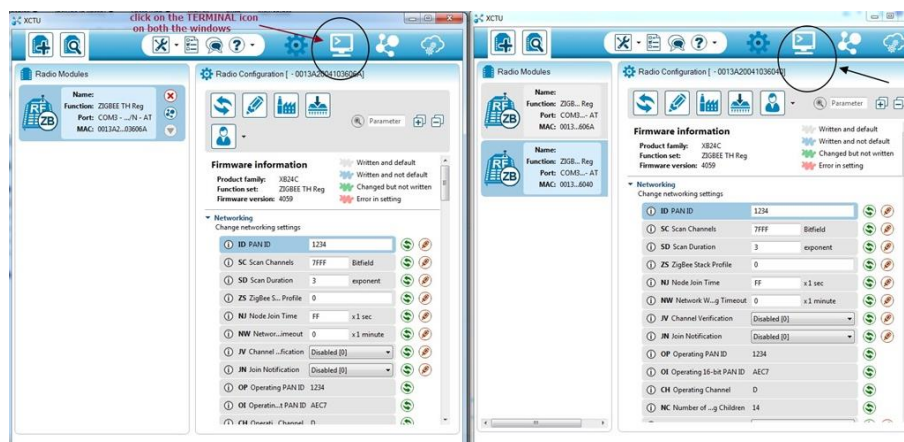 XCTU
click on the TERMINAL icon
on both the windows
Radio Modules
Name:
Function: ZIGBEE TH Reg
Port: COM3 - .../N - AT
MAC: 0013A2...03606A
Radio Configuration [ - 0013A2004103606A]
Parameter
Firmware information
Product family: XB24C
Function set: ZIGBEE TH Reg
Firmware version: 4059
Written and default
Written and not default
Changed but not written
Error in setting
Networking
Change networking settings
ID PAN ID 1234
SC Scan Channels 7FFF Bitfield
SD Scan Duration 3 exponent
ZS ZigBee S... Profile 0
NJ Node Join Time FF x 1 sec
NW Networ...imeout 0 x 1 minute
JV Channel ...fication Disabled [0]
JN Join Notification Disabled [0]
OP Operating PAN ID 1234
OI Operatin...t PAN ID AEC7
CH Operati... Channel D
XCTU
Radio Modules
Name:
Function: ZIGB... Reg
Port: COM3...- AT
MAC: 0013...606A
Name:
Function: ZIGB... Reg
Port: COM3...- AT
MAC: 0013...6040
Radio Configuration [ - 0013A20041036040]
Parameter
Firmware information
Product family: XB24C
Function set: ZIGBEE TH Reg
Firmware version: 4059
Written and default
Written and not default
Changed but not written
Error in setting
Networking
Change networking settings
ID PAN ID 1234
SC Scan Channels 7FFF Bitfield
SD Scan Duration 3 exponent
ZS ZigBee Stack Profile 0
NJ Node Join Time FF x 1 sec
NW Network W...g Timeout 0 x 1 minute
JV Channel Verification Disabled [0]
JN Join Notification Disabled [0]
OP Operating PAN ID 1234
OI Operating 16-bit PAN ID AEC7
CH Operating Channel D
NC Number of ...g Children 14